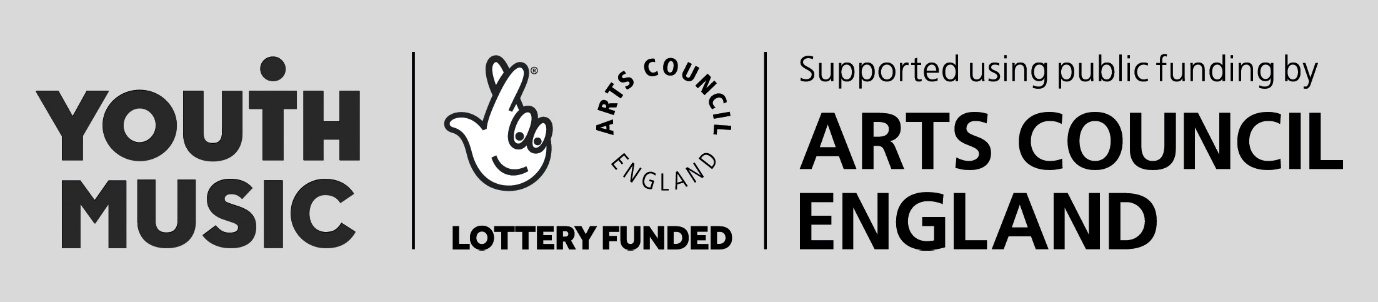 YOUTH
MUSIC
®
ARTS COUNCIL
ENGLAND
LOTTERY FUNDED
Supported using public funding by
ARTS COUNCIL
ENGLAND